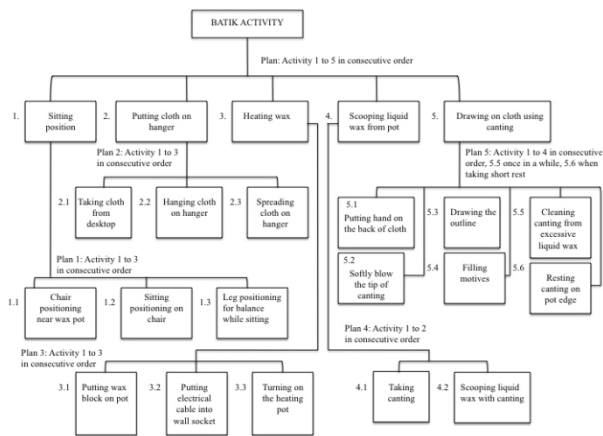 BATIK ACTIVITY
Plan: Activity 1 to 5 in consecutive order
1.
Sitting
position
2.
Putting cloth on
hanger
3.
Heating wax
4.
Scooping liquid
wax from pot
5.
Drawing on cloth using
canting
Plan 2: Activity 1 to 3
in consecutive order
Plan 5: Activity 1 to 4 in consecutive
order, 5.5 once in a while, 5.6 when
taking short rest
2.1
Taking cloth
from
desktop
2.2
Hanging cloth
on hanger
2.3
Spreading
cloth on
hanger
5.1
Putting hand on
the back of cloth
5.3
Drawing the
outline
5.5
Cleaning
canting from
excessive
liquid wax
5.2
Softly blow
the tip of
canting
5.4
Filling
motives
5.6
Resting
canting on
pot edge
Plan 1: Activity 1 to 3
in consecutive order
1.1
Chair
positioning
near wax pot
1.2
Sitting
positioning on
chair
1.3
Leg positioning
for balance
while sitting
Plan 4: Activity 1 to 2
in consecutive order
Plan 3: Activity 1 to 3
in consecutive order
3.1
Putting wax
block on pot
3.2
Putting
electrical
cable into
wall socket
3.3
Turning on
the heating
pot
4.1
Taking
canting
4.2
Scooping liquid
wax with canting